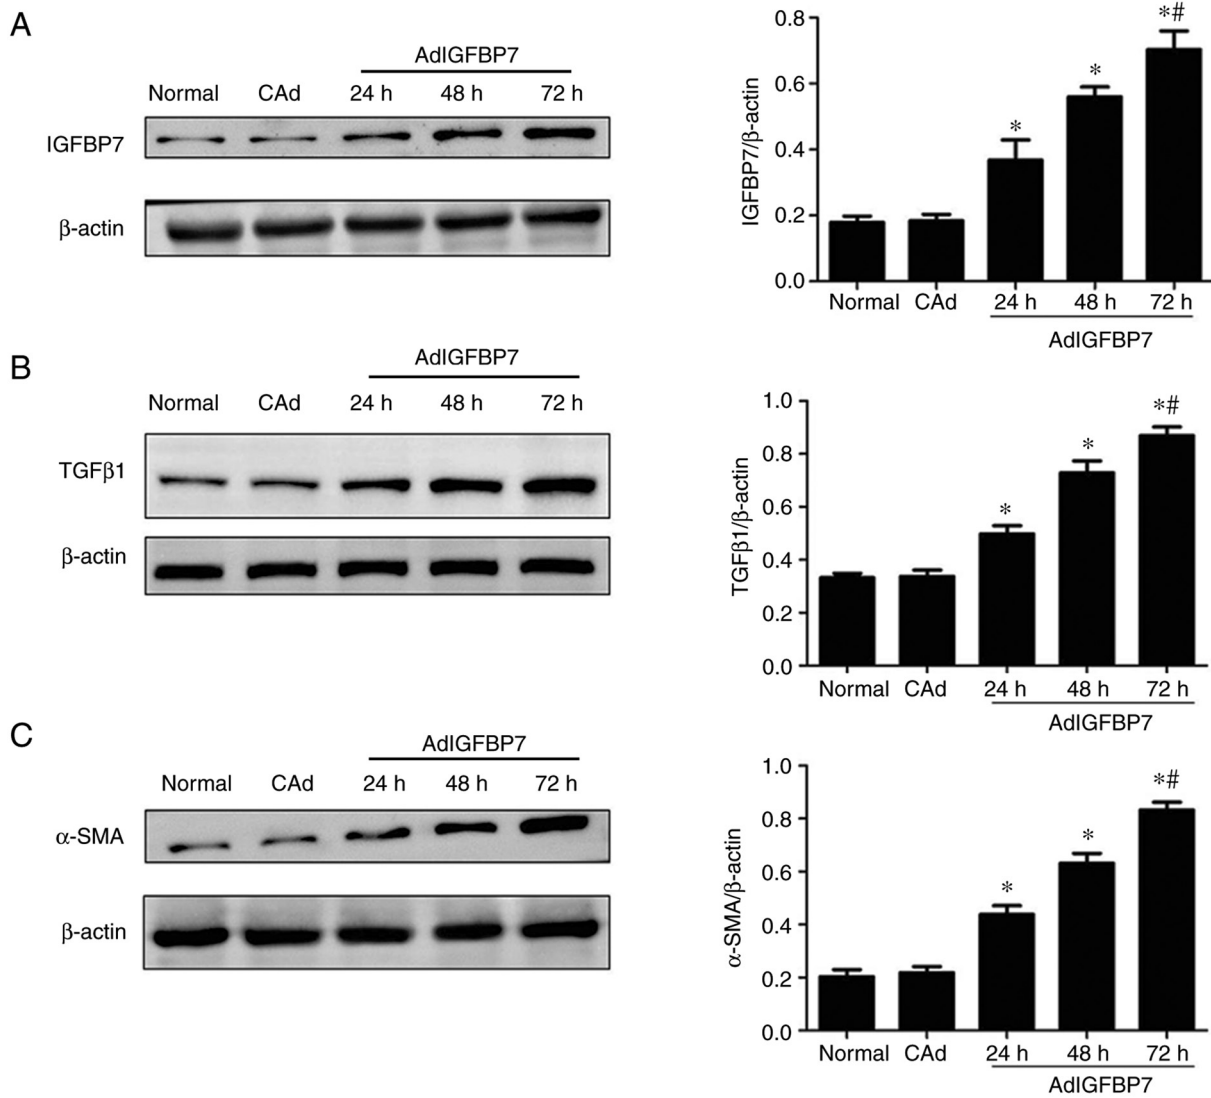 A
AdIGFBP7
Normal CAd 24 h 48 h 72 h
IGFBP7
β-actin
IGFBP7/β-actin
0.8
0.6
0.4
0.2
0.0
* * *#
Normal CAd 24 h 48 h 72 h
AdIGFBP7
B
AdIGFBP7
Normal CAd 24 h 48 h 72 h
TGFβ1
β-actin
TGFβ1/β-actin
1.0
0.8
0.6
0.4
0.2
0.0
* * *#
Normal CAd 24 h 48 h 72 h
AdIGFBP7
C
AdIGFBP7
Normal CAd 24 h 48 h 72 h
α-SMA
β-actin
α-SMA/β-actin
1.0
0.8
0.6
0.4
0.2
0.0
* * *#
Normal CAd 24 h 48 h 72 h
AdIGFBP7